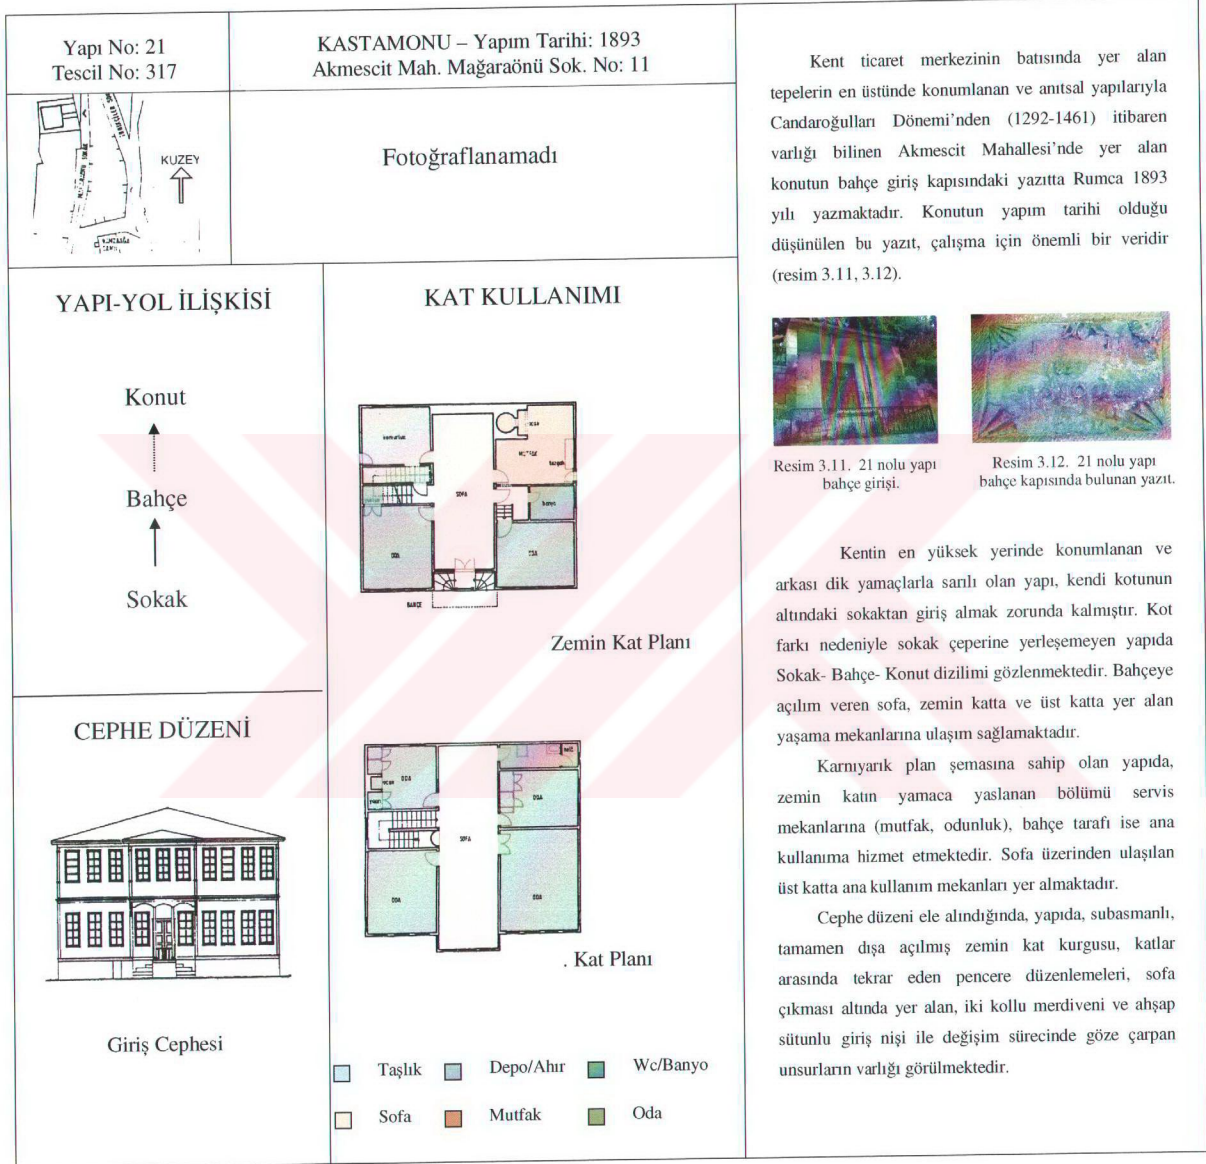 Yapı No: 21
Tescil No: 317
KASTAMONU – Yapım Tarihi: 1893
Akmescit Mah. Mağaraönü Sok. No: 11
KUZEY
Fotoğraflanamadı
YAPI-YOL İLİŞKİSİ
Konut
Bahçe
Sokak
KAT KULLANIMI
SOFA
ODA
ODA
BAHÇE
Zemin Kat Planı
ODA
ODA
SOFA
ODA
ODA
. Kat Planı
CEPHE DÜZENİ
Giriş Cephesi
Taşlık
Depo/Ahır
Wc/Banyo
Sofa
Mutfak
Oda
Kent ticaret merkezinin batısında yer alan
tepelerin en üstünde konumlanan ve anıtsal yapılarıyla
Candaroğulları Dönemi’nden (1292-1461) itibaren
varlığı bilinen Akmescit Mahallesi’nde yer alan
konutun bahçe giriş kapısındaki yazıtta Rumca 1893
yılı yazmaktadır. Konutun yapım tarihi olduğu
düşünülen bu yazıt, çalışma için önemli bir veridir
(resim 3.11, 3.12).
Resim 3.11. 21 nolu yapı
bahçe girişi.
Resim 3.12. 21 nolu yapı
bahçe kapısında bulunan yazıt.
Kentin en yüksek yerinde konumlanan ve
arkası dik yamaçlarla sarılı olan yapı, kendi kotunun
altındaki sokaktan giriş almak zorunda kalmıştır. Kot
farkı nedeniyle sokak çeperine yerleşemeyen yapıda
Sokak- Bahçe- Konut dizilimi gözlenmektedir. Bahçeye
açılım veren sofa, zemin katta ve üst katta yer alan
yaşama mekanlarına ulaşım sağlamaktadır.
Karnıyarık plan şemasına sahip olan yapıda,
zemin katın yamaca yaslanan bölümü servis
mekanlarına (mutfak, odunluk), bahçe tarafı ise ana
kullanıma hizmet etmektedir. Sofa üzerinden ulaşılan
üst katta ana kullanım mekanları yer almaktadır.
Cephe düzeni ele alındığında, yapıda, subasmanlı,
tamamen dışa açılmış zemin kat kurgusu, katlar
arasında tekrar eden pencere düzenlemeleri, sofa
çıkması altında yer alan, iki kollu merdiveni ve ahşap
sütunlu giriş nişi ile değişim sürecinde göze çarpan
unsurların varlığı görülmektedir.